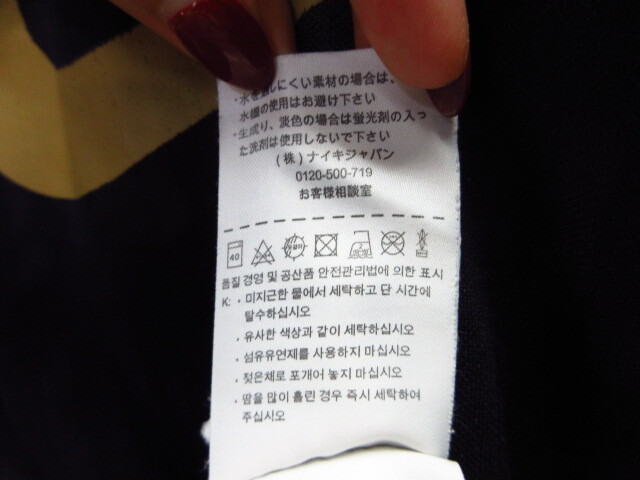 ・水を通しにくい素材の場合は、
水槽の使用はお避け下さい
・生成り、淡色の場合は蛍光剤の入っ
た洗剤は使用しないで下さい
(株)ナイキジャパン
0120-500-719
お客様相談室
40
품질 경영 및 공산품 안전관리법에 의한 표시
K: . 미지근한 물에서 세탁하고 단 시간에
탈수하십시오
. 유사한 색상과 같이 세탁하십시오
. 섬유유연제를 사용하지 마십시오
. 젖은채로 포개어 놓지 마십시오
. 땀을 많이 흘린 경우 즉시 세탁하여
주십시오